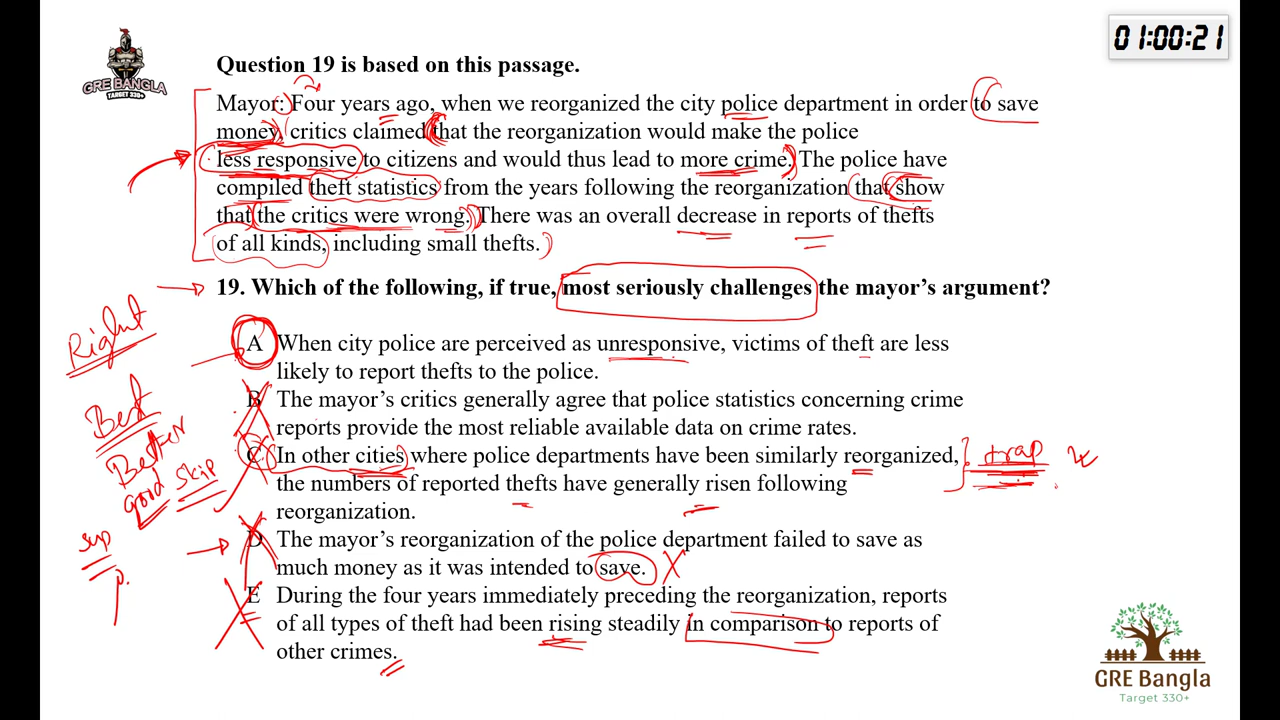 01:00:21
GRE BANGLA
TARGET 330+
Question 19 is based on this passage.
Mayor: Four years ago, when we reorganized the city police department in order to save
money, critics claimed that the reorganization would make the police
less responsive to citizens and would thus lead to more crime. The police have
compiled theft statistics from the years following the reorganization that show
that the critics were wrong. There was an overall decrease in reports of thefts
of all kinds, including small thefts.
19. Which of the following, if true, most seriously challenges the mayor's argument?
Right
A When city police are perceived as unresponsive, victims of theft are less
likely to report thefts to the police.
Best
B The mayor's critics generally agree that police statistics concerning crime
reports provide the most reliable available data on crime rates.
Better
C In other cities where police departments have been similarly reorganized,
trap
good
skip
the numbers of reported thefts have generally risen following
reorganization.
D The mayor's reorganization of the police department failed to save as
much money as it was intended to save.
E During the four years immediately preceding the reorganization, reports
of all types of theft had been rising steadily in comparison to reports of
other crimes.
GRE Bangla
Target 330+